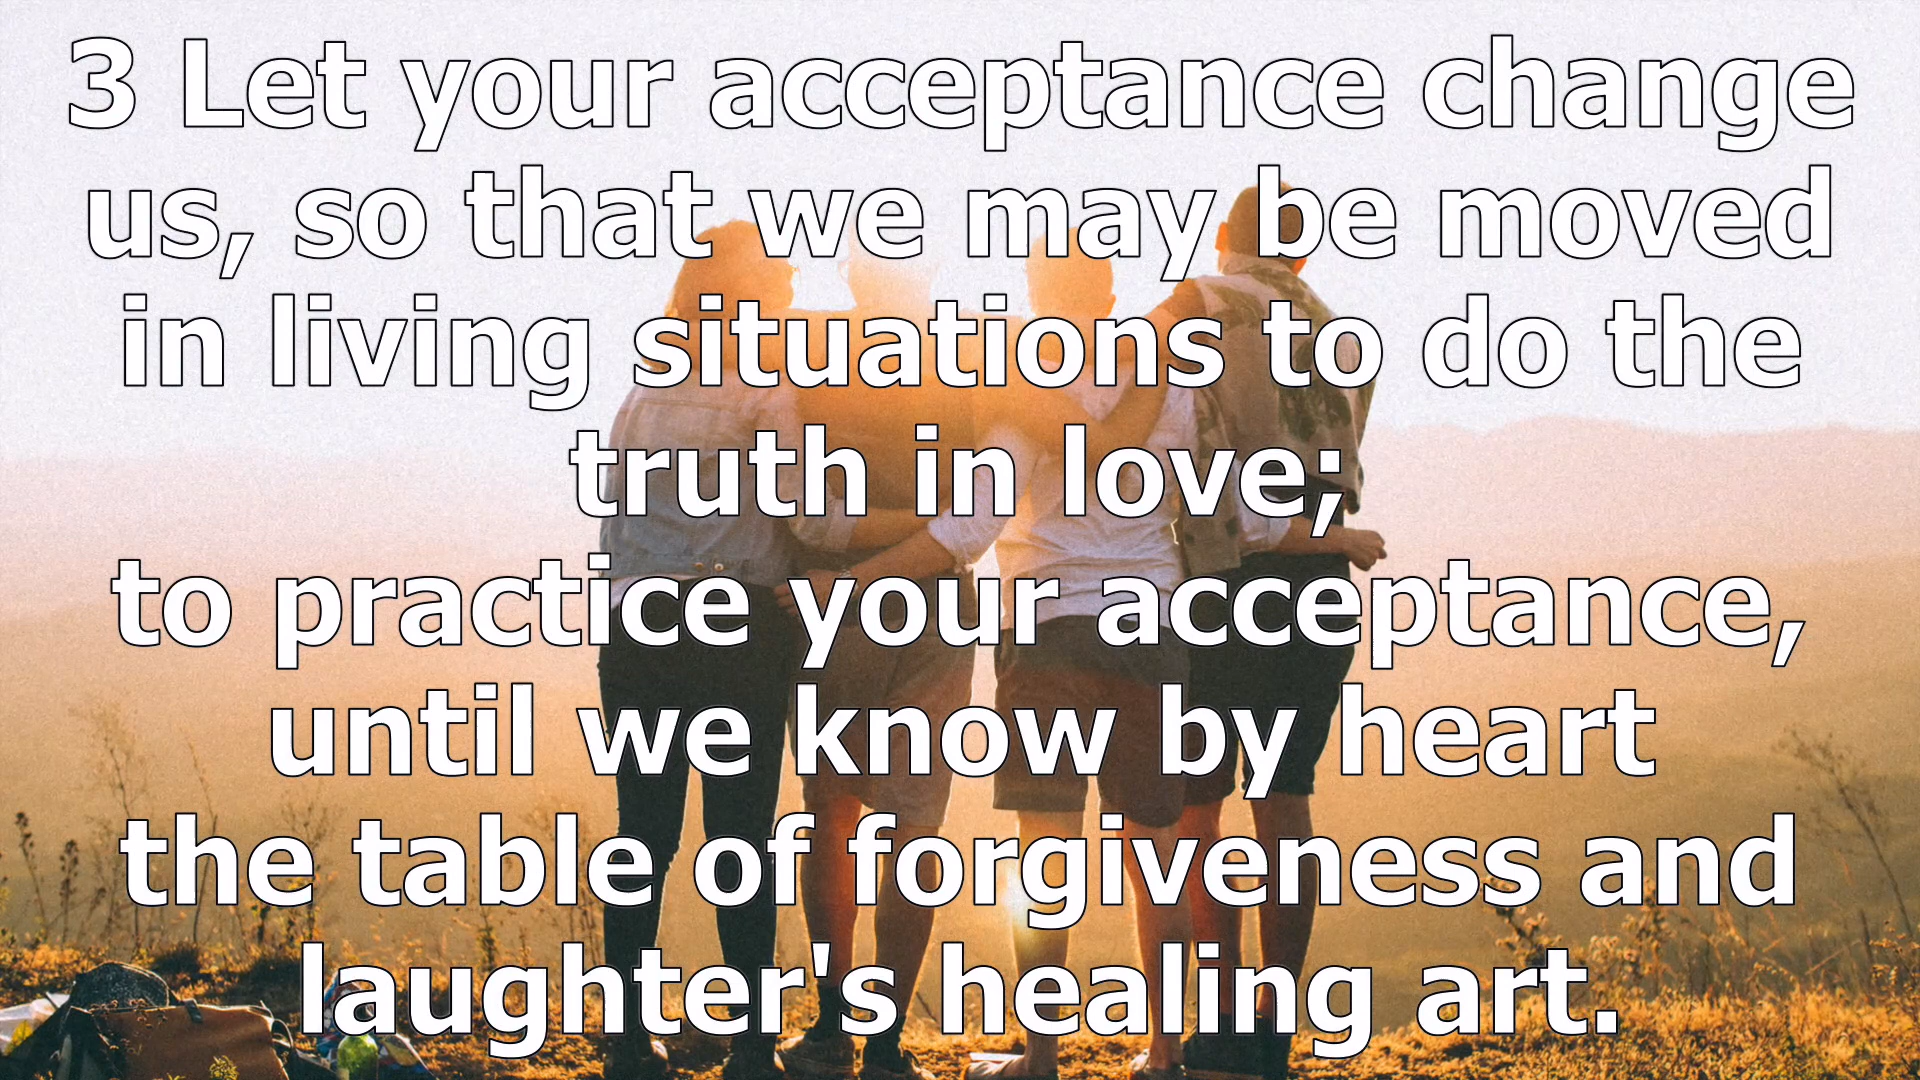 3 Let your acceptance change
us, so that we may be moved
in living situations to do the
truth in love;
to practice your acceptance,
until we know by heart
the table of forgiveness and
laughter's healing art.